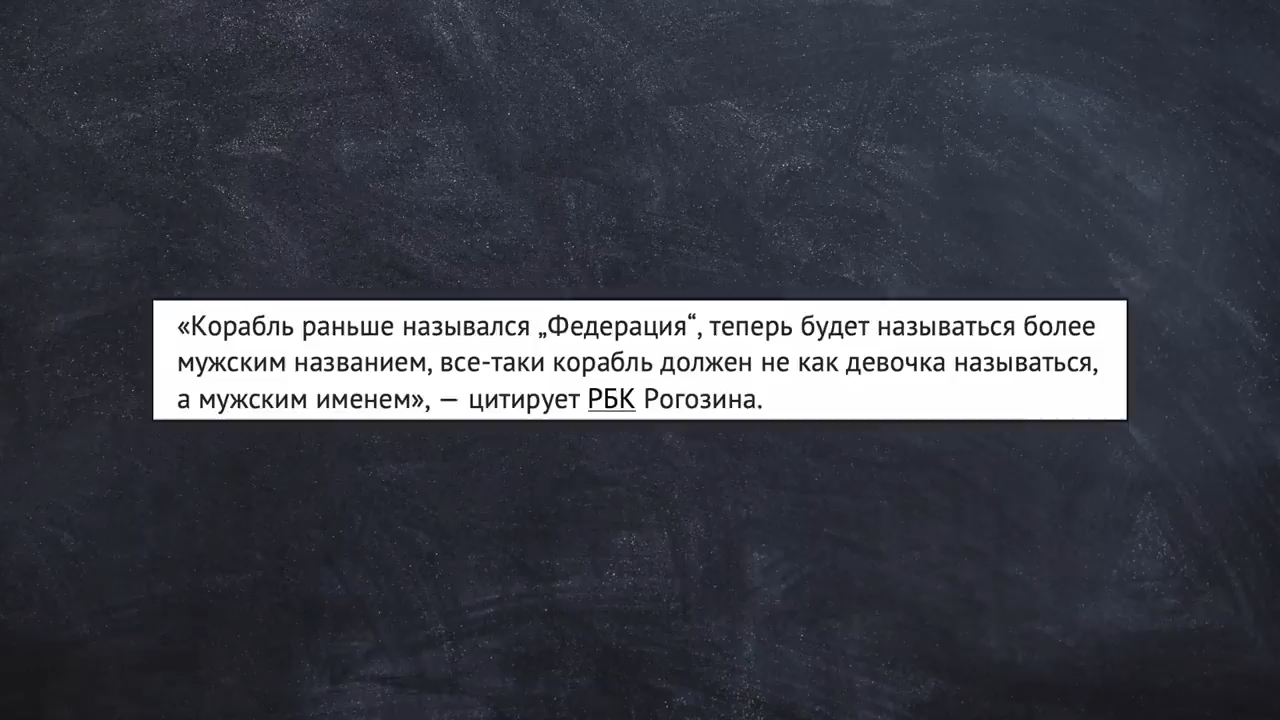 «Корабль раньше назывался „Федерация“, теперь будет называться более
мужским названием, все-таки корабль должен не как девочка называться,
а мужским именем», — цитирует РБК Рогозина.